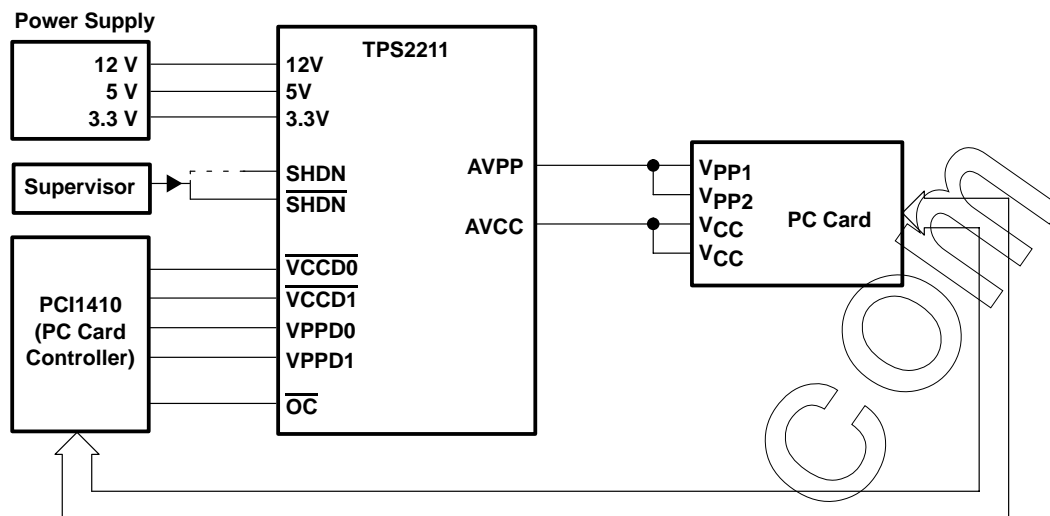 Power Supply
12 V
5 V
3.3 V
Supervisor
PCI1410
(PC Card
Controller)
TPS2211
12V
5V
3.3V
SHDN
SHDN
VCCD0
VCCD1
VPPD0
VPPD1
OC
AVPP
AVCC
VPP1
VPP2
VCC
VCC
PC Card
Com